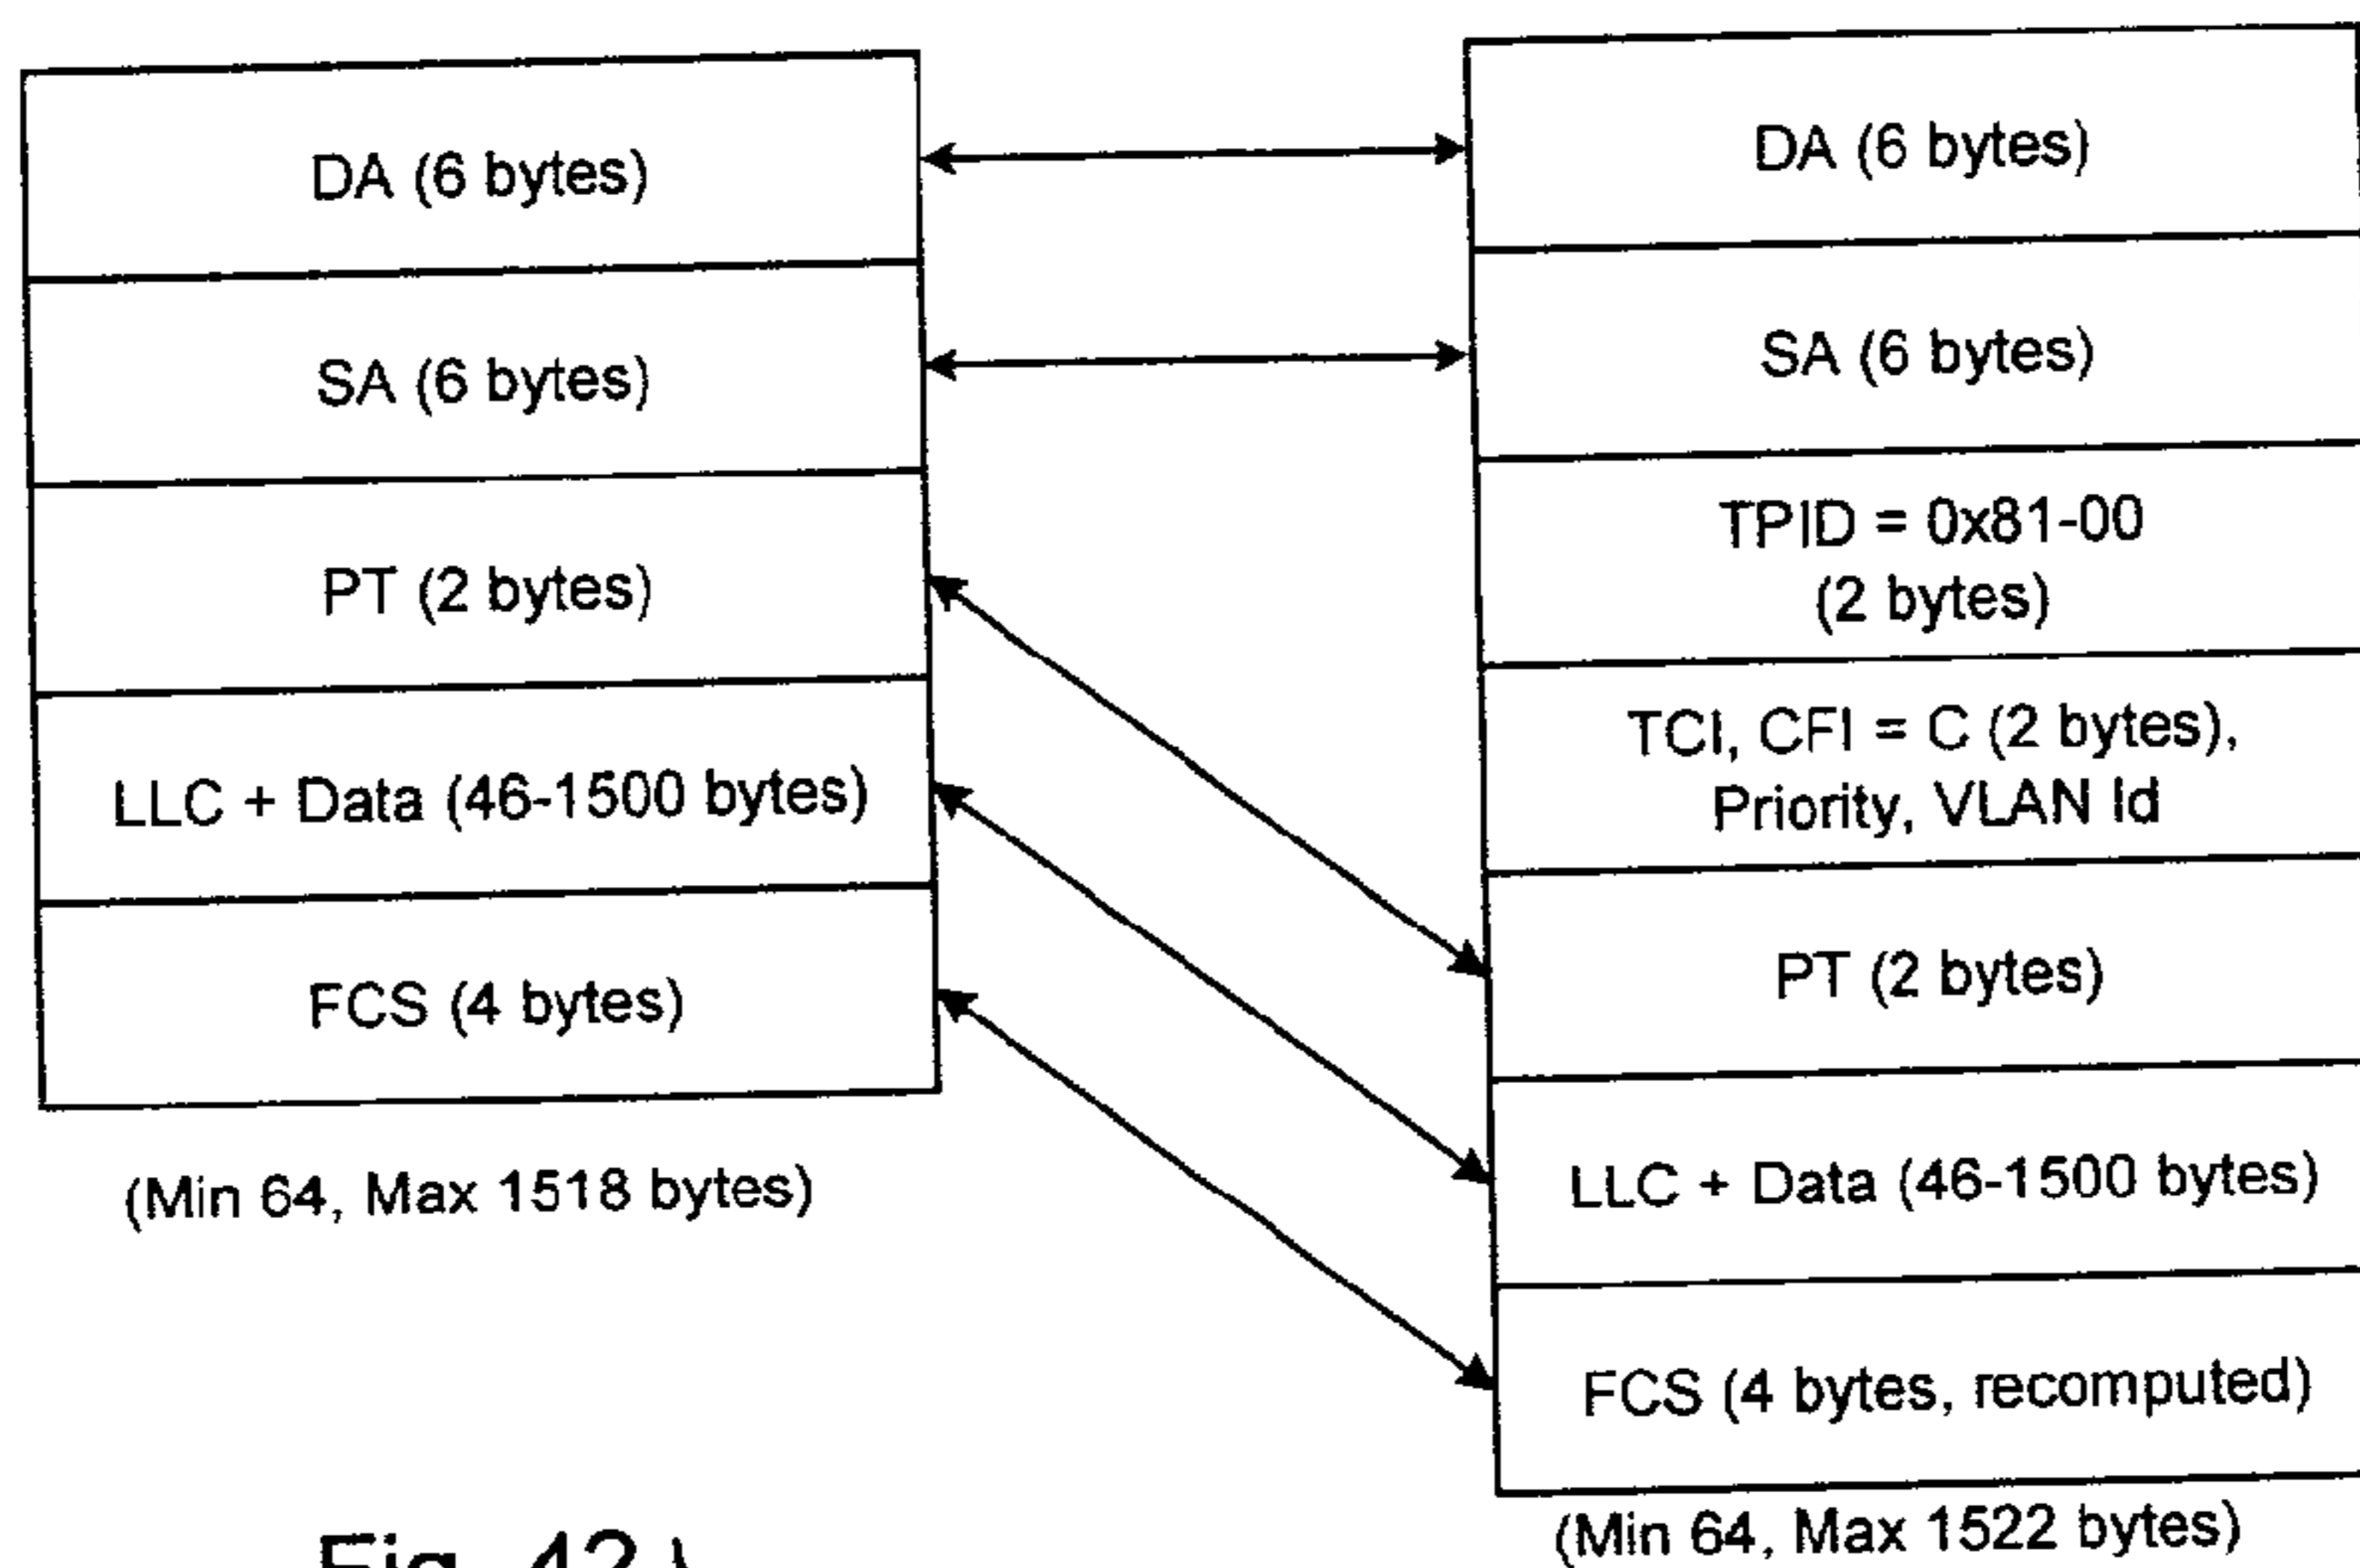 DA (6 bytes)
SA (6 bytes)
PT (2 bytes)
LLC + Data (46-1500 bytes)
FCS (4 bytes)
(Min 64, Max 1518 bytes)
DA (6 bytes)
SA (6 bytes)
TPID = 0x81-00
(2 bytes)
TCI, CFI = C (2 bytes),
Priority, VLAN Id
PT (2 bytes)
LLC + Data (46-1500 bytes)
FCS (4 bytes, recomputed)
(Min 64, Max 1522 bytes)
Fig. 42